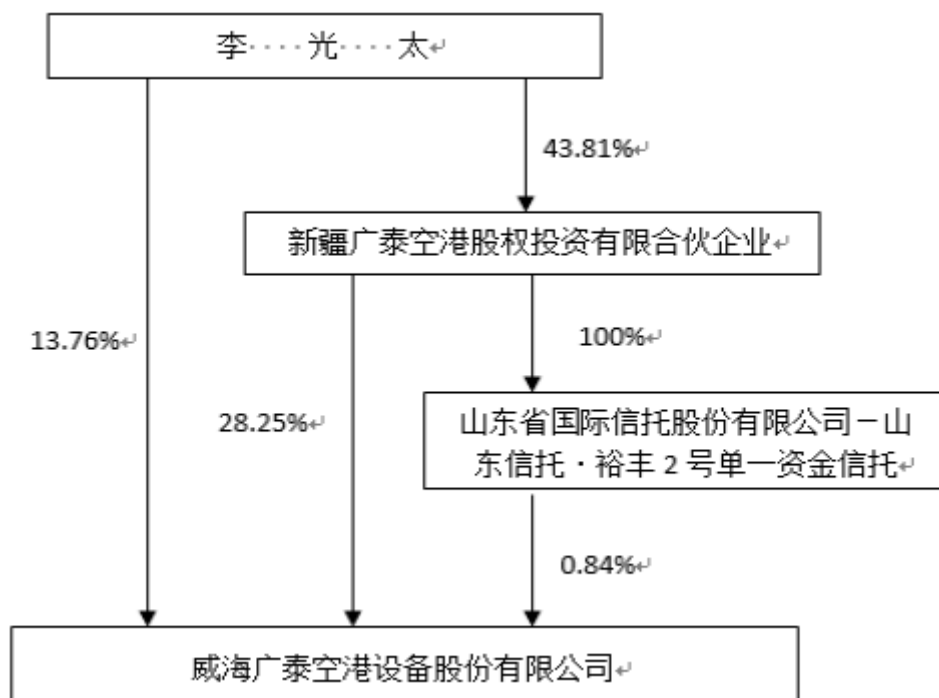 李····光····太↵
43.81%↵
新疆广泰空港股权投资有限合伙企业↵
13.76%↵
100%↵
28.25%↵
山东省国际信托股份有限公司－山
东信托·裕丰 2 号单一资金信托↵
0.84%↵
威海广泰空港设备股份有限公司↵